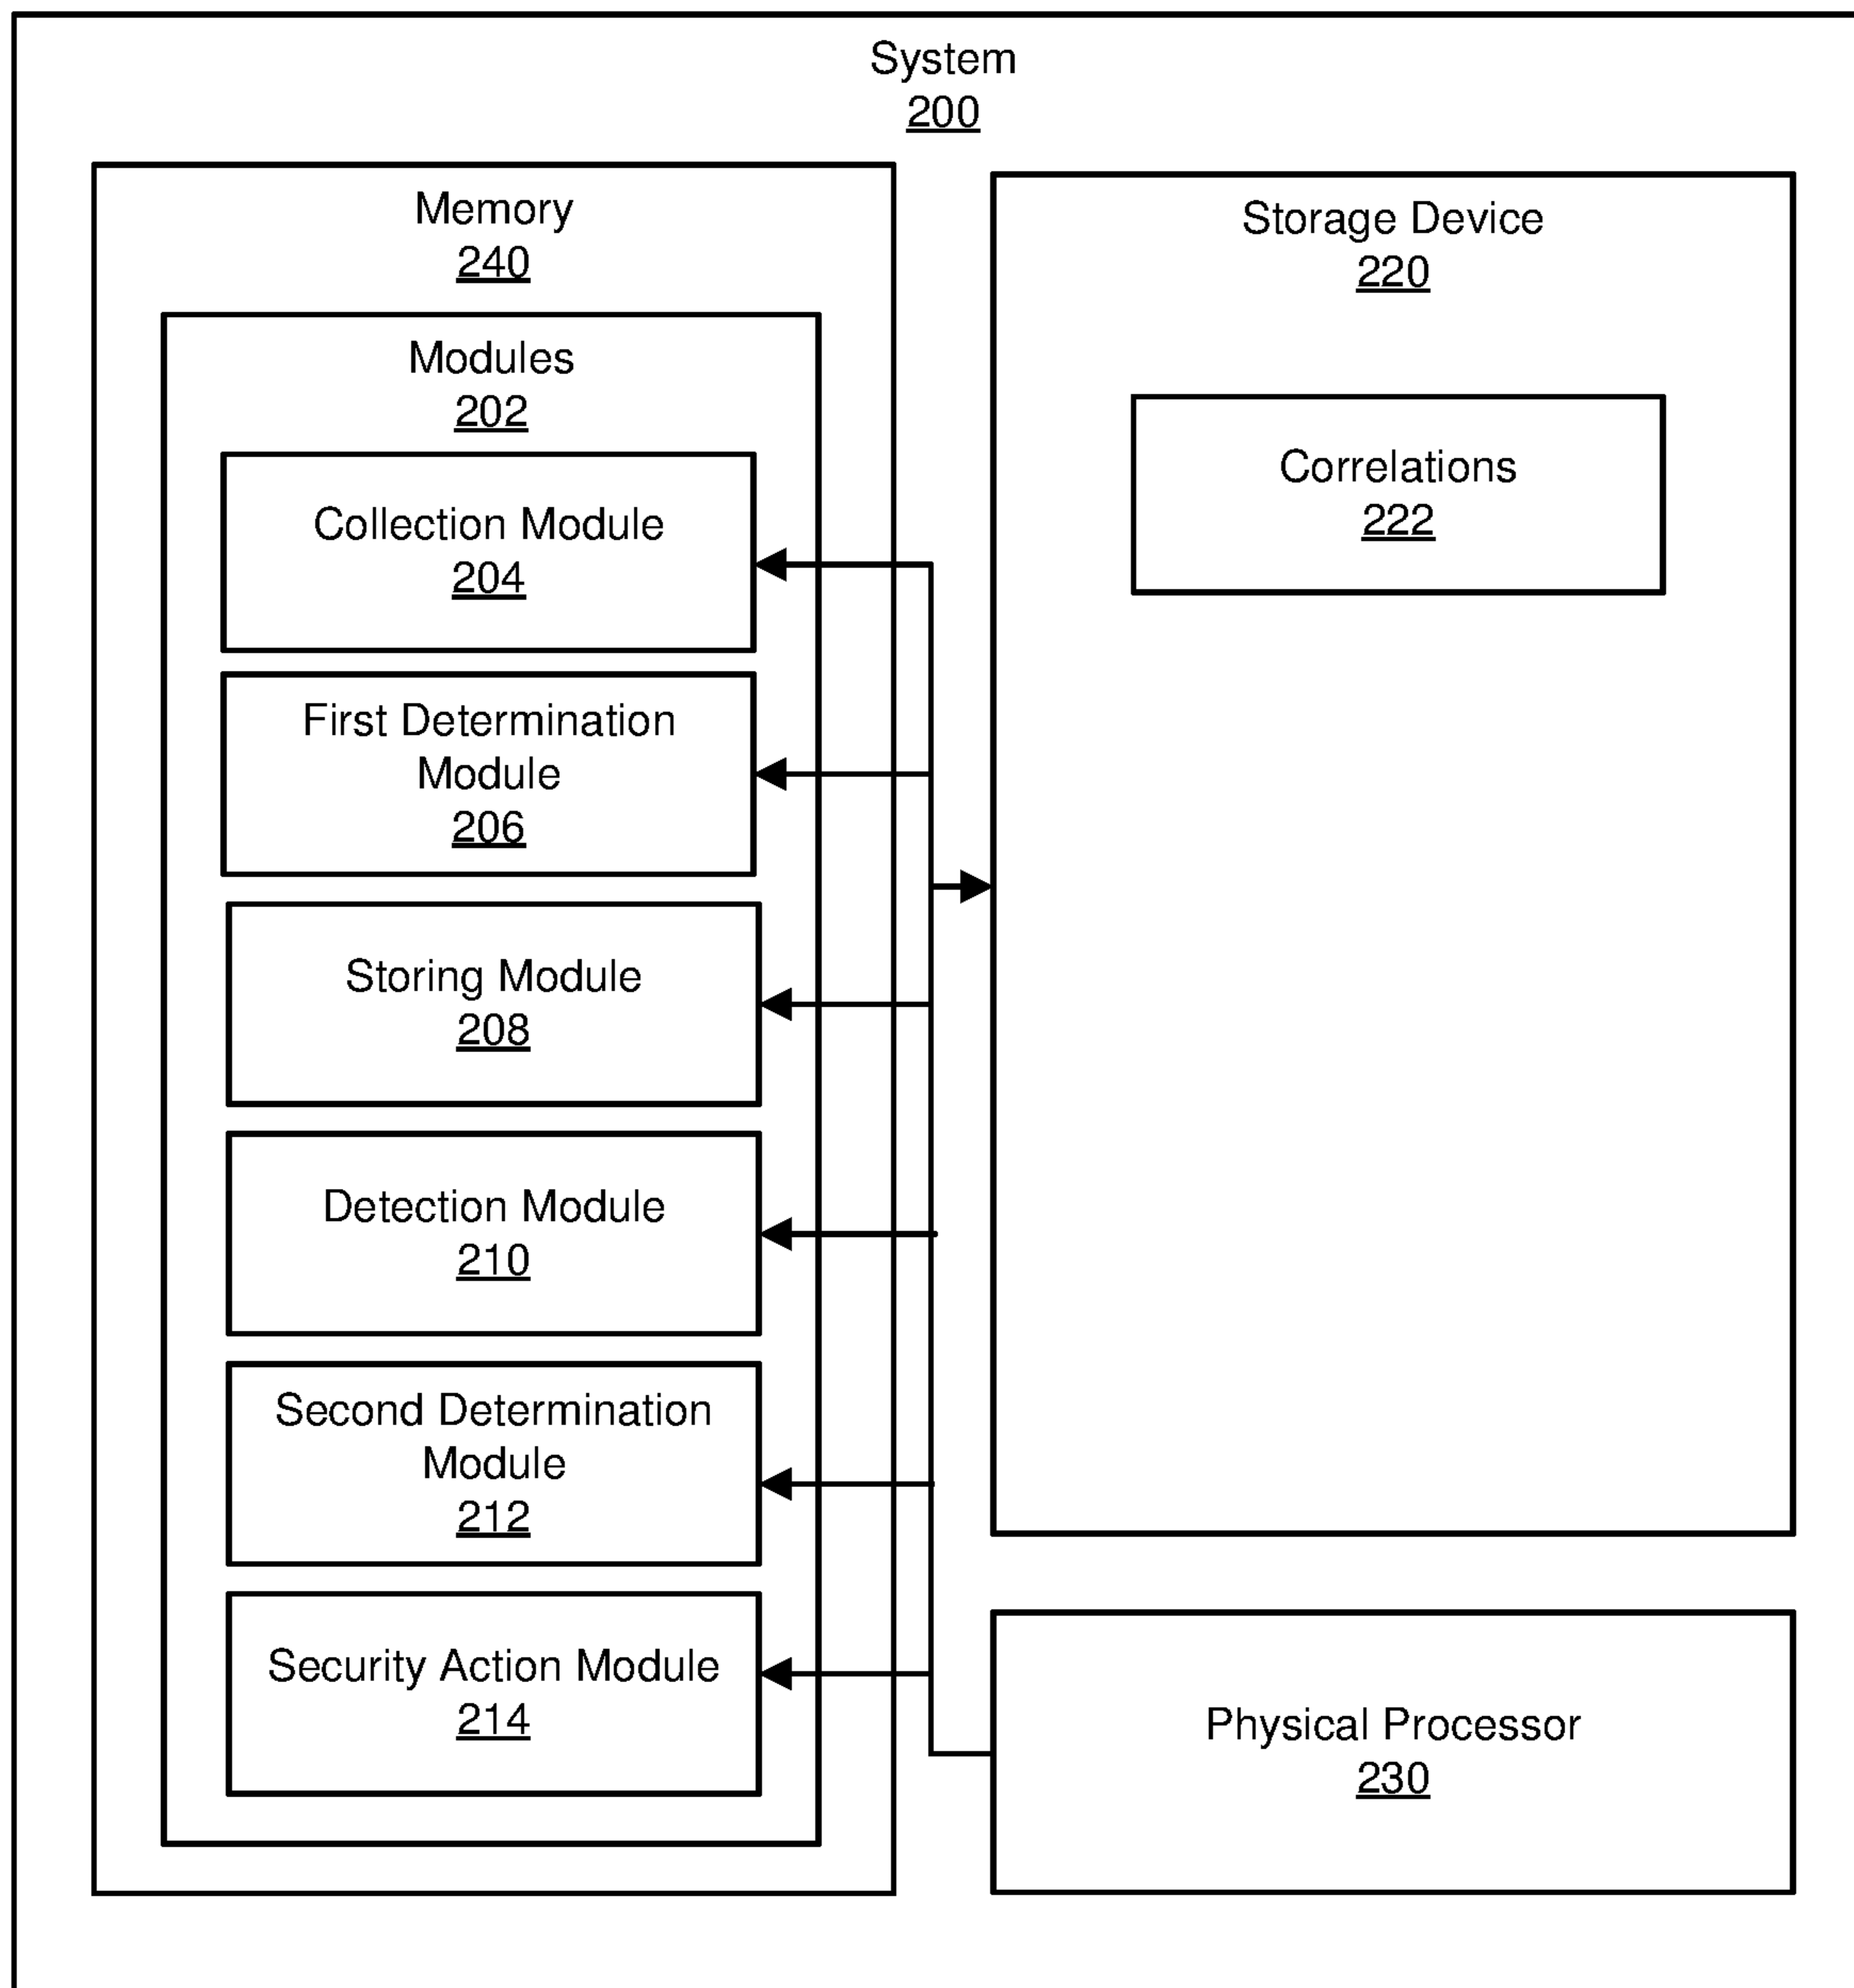 System
200
Memory
240
Modules
202
Collection Module
204
First Determination
Module
206
Storing Module
208
Detection Module
210
Second Determination
Module
212
Security Action Module
214
Storage Device
220
Correlations
222
Physical Processor
230